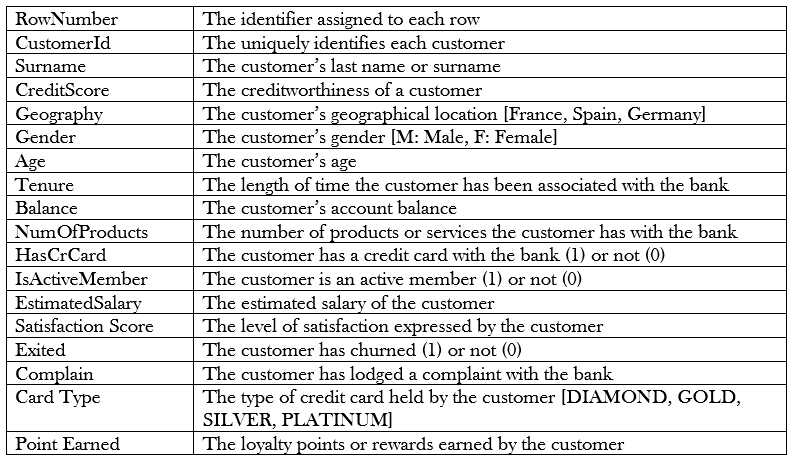 RowNumber The identifier assigned to each row
CustomerId The uniquely identifies each customer
Surname The customer's last name or surname
CreditScore The creditworthiness of a customer
Geography The customer's geographical location [France, Spain, Germany]
Gender The customer's gender [M: Male, F: Female]
Age The customer's age
Tenure The length of time the customer has been associated with the bank
Balance The customer's account balance
NumOfProducts The number of products or services the customer has with the bank
HasCrCard The customer has a credit card with the bank (1) or not (0)
IsActiveMember The customer is an active member (1) or not (0)
EstimatedSalary The estimated salary of the customer
Satisfaction Score The level of satisfaction expressed by the customer
Exited The customer has churned (1) or not (0)
Complain The customer has lodged a complaint with the bank
Card Type The type of credit card held by the customer [DIAMOND, GOLD,
SILVER, PLATINUM]
Point Earned The loyalty points or rewards earned by the customer